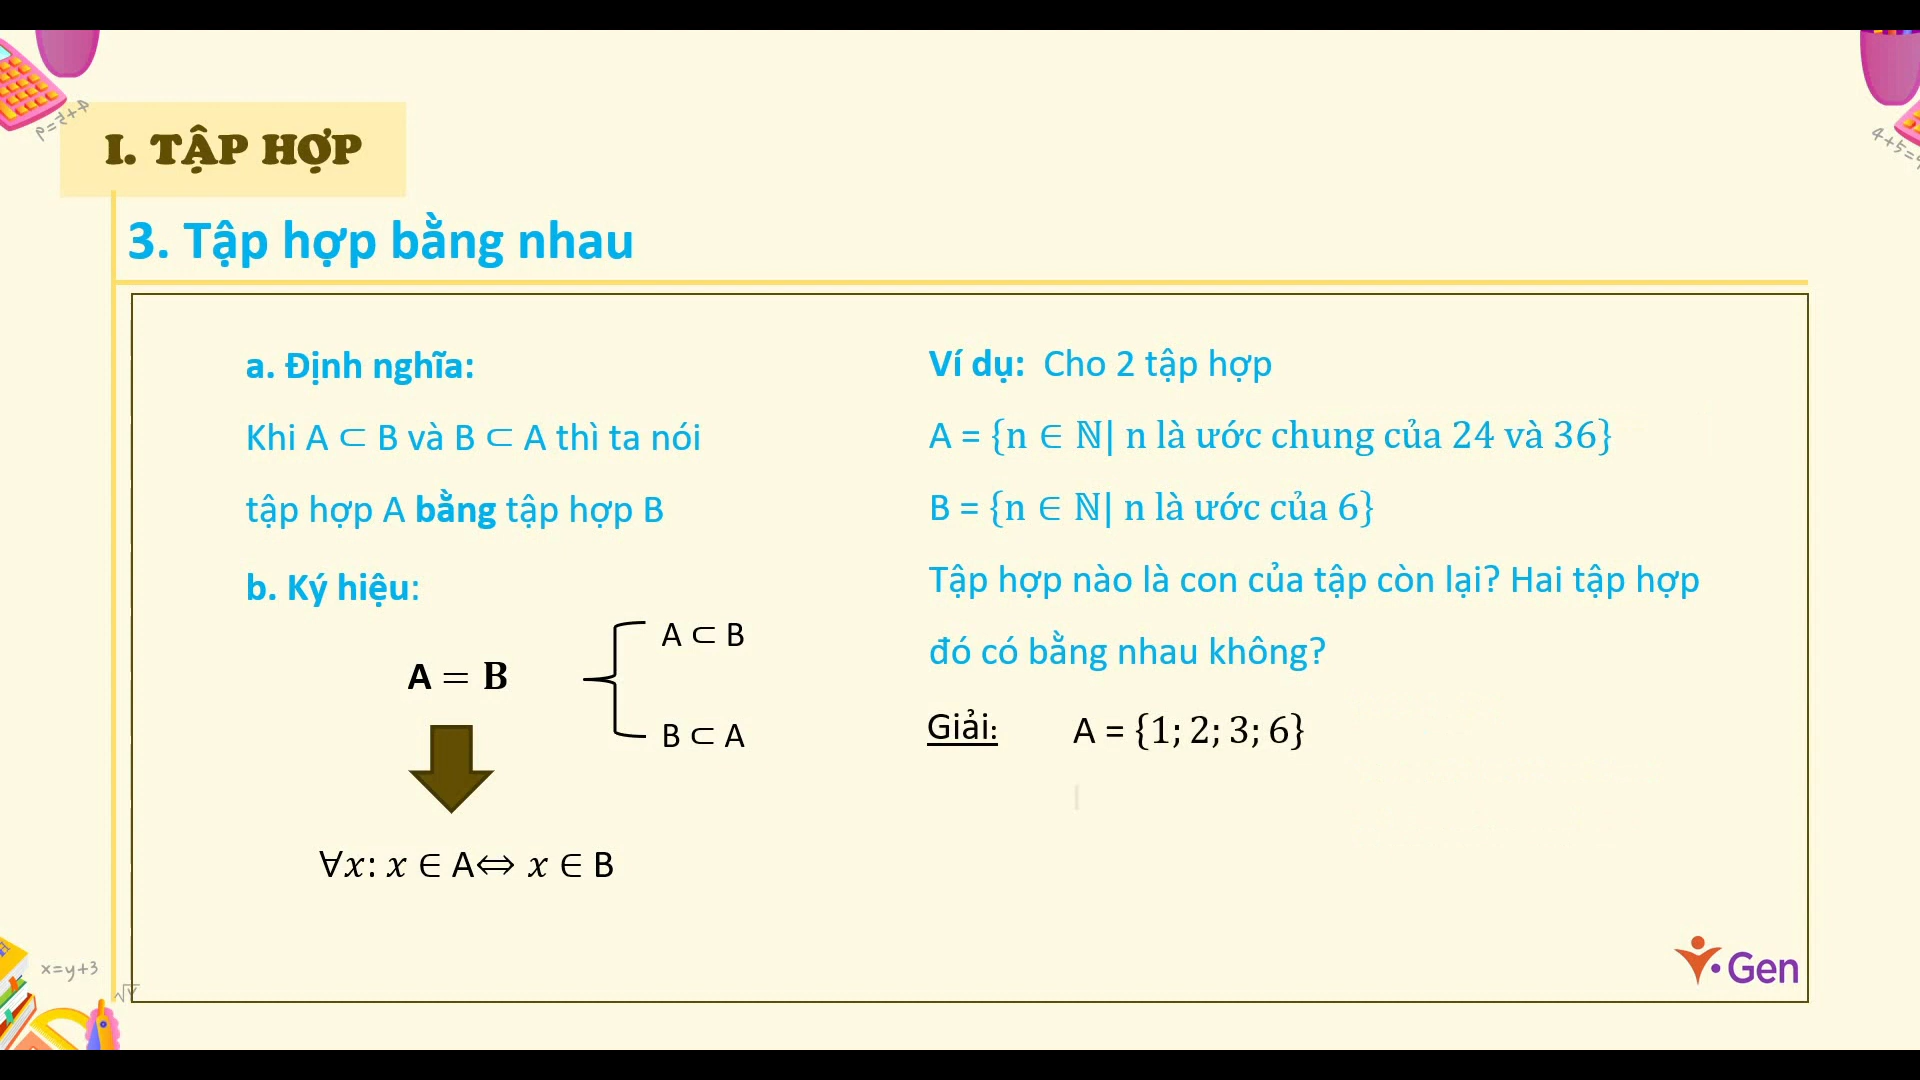 I. TẬP HỢP
3. Tập hợp bằng nhau
a. Định nghĩa:
Khi A ⊂ B và B ⊂ A thì ta nói
tập hợp A bằng tập hợp B
b. Ký hiệu:
A = B
A ⊂ B
B ⊂ A
∀x: x ∈ A⟺ x ∈ B
Ví dụ: Cho 2 tập hợp
A = {n ∈ ℕ| n là ước chung của 24 và 36}
B = {n ∈ ℕ| n là ước của 6}
Tập hợp nào là con của tập còn lại? Hai tập hợp
đó có bằng nhau không?
Giải: A = {1; 2; 3; 6}
Gen
x=y+3